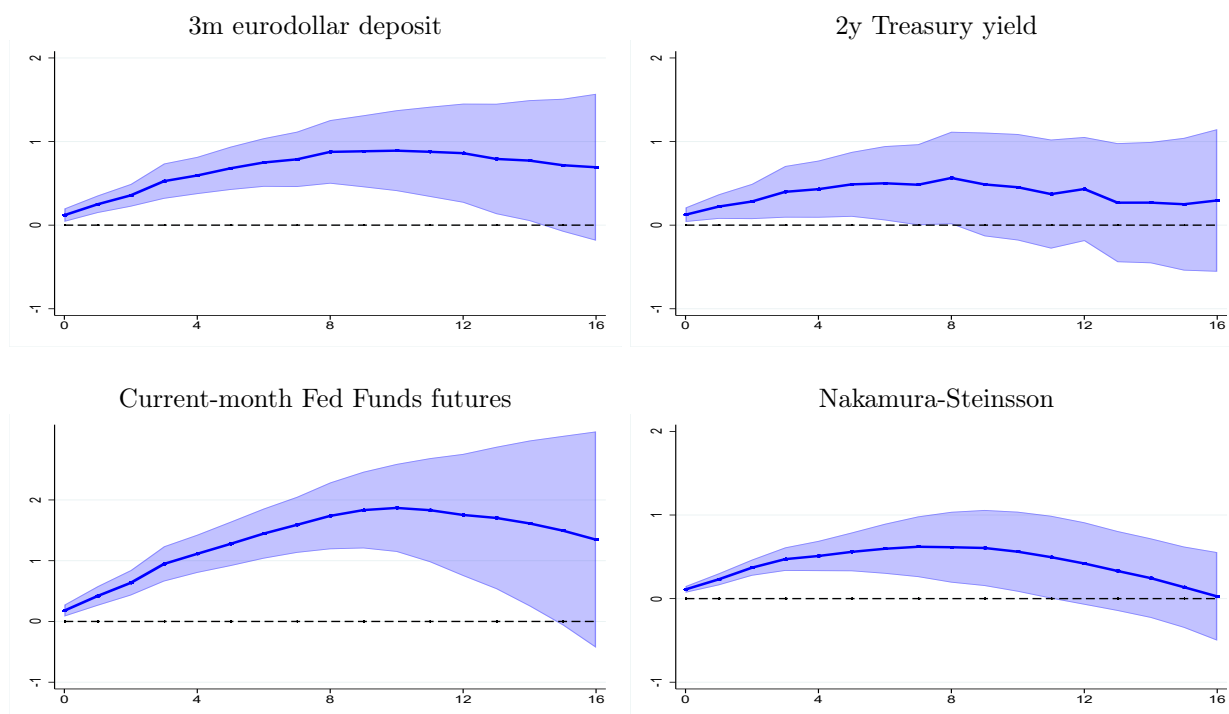 3m eurodollar deposit
2
1
0
-1
0 4 8 12 16
2y Treasury yield
2
1
0
-1
0 4 8 12 16
Current-month Fed Funds futures
2
1
0
-1
0 4 8 12 16
Nakamura-Steinsson
2
1
0
-1
0 4 8 12 16